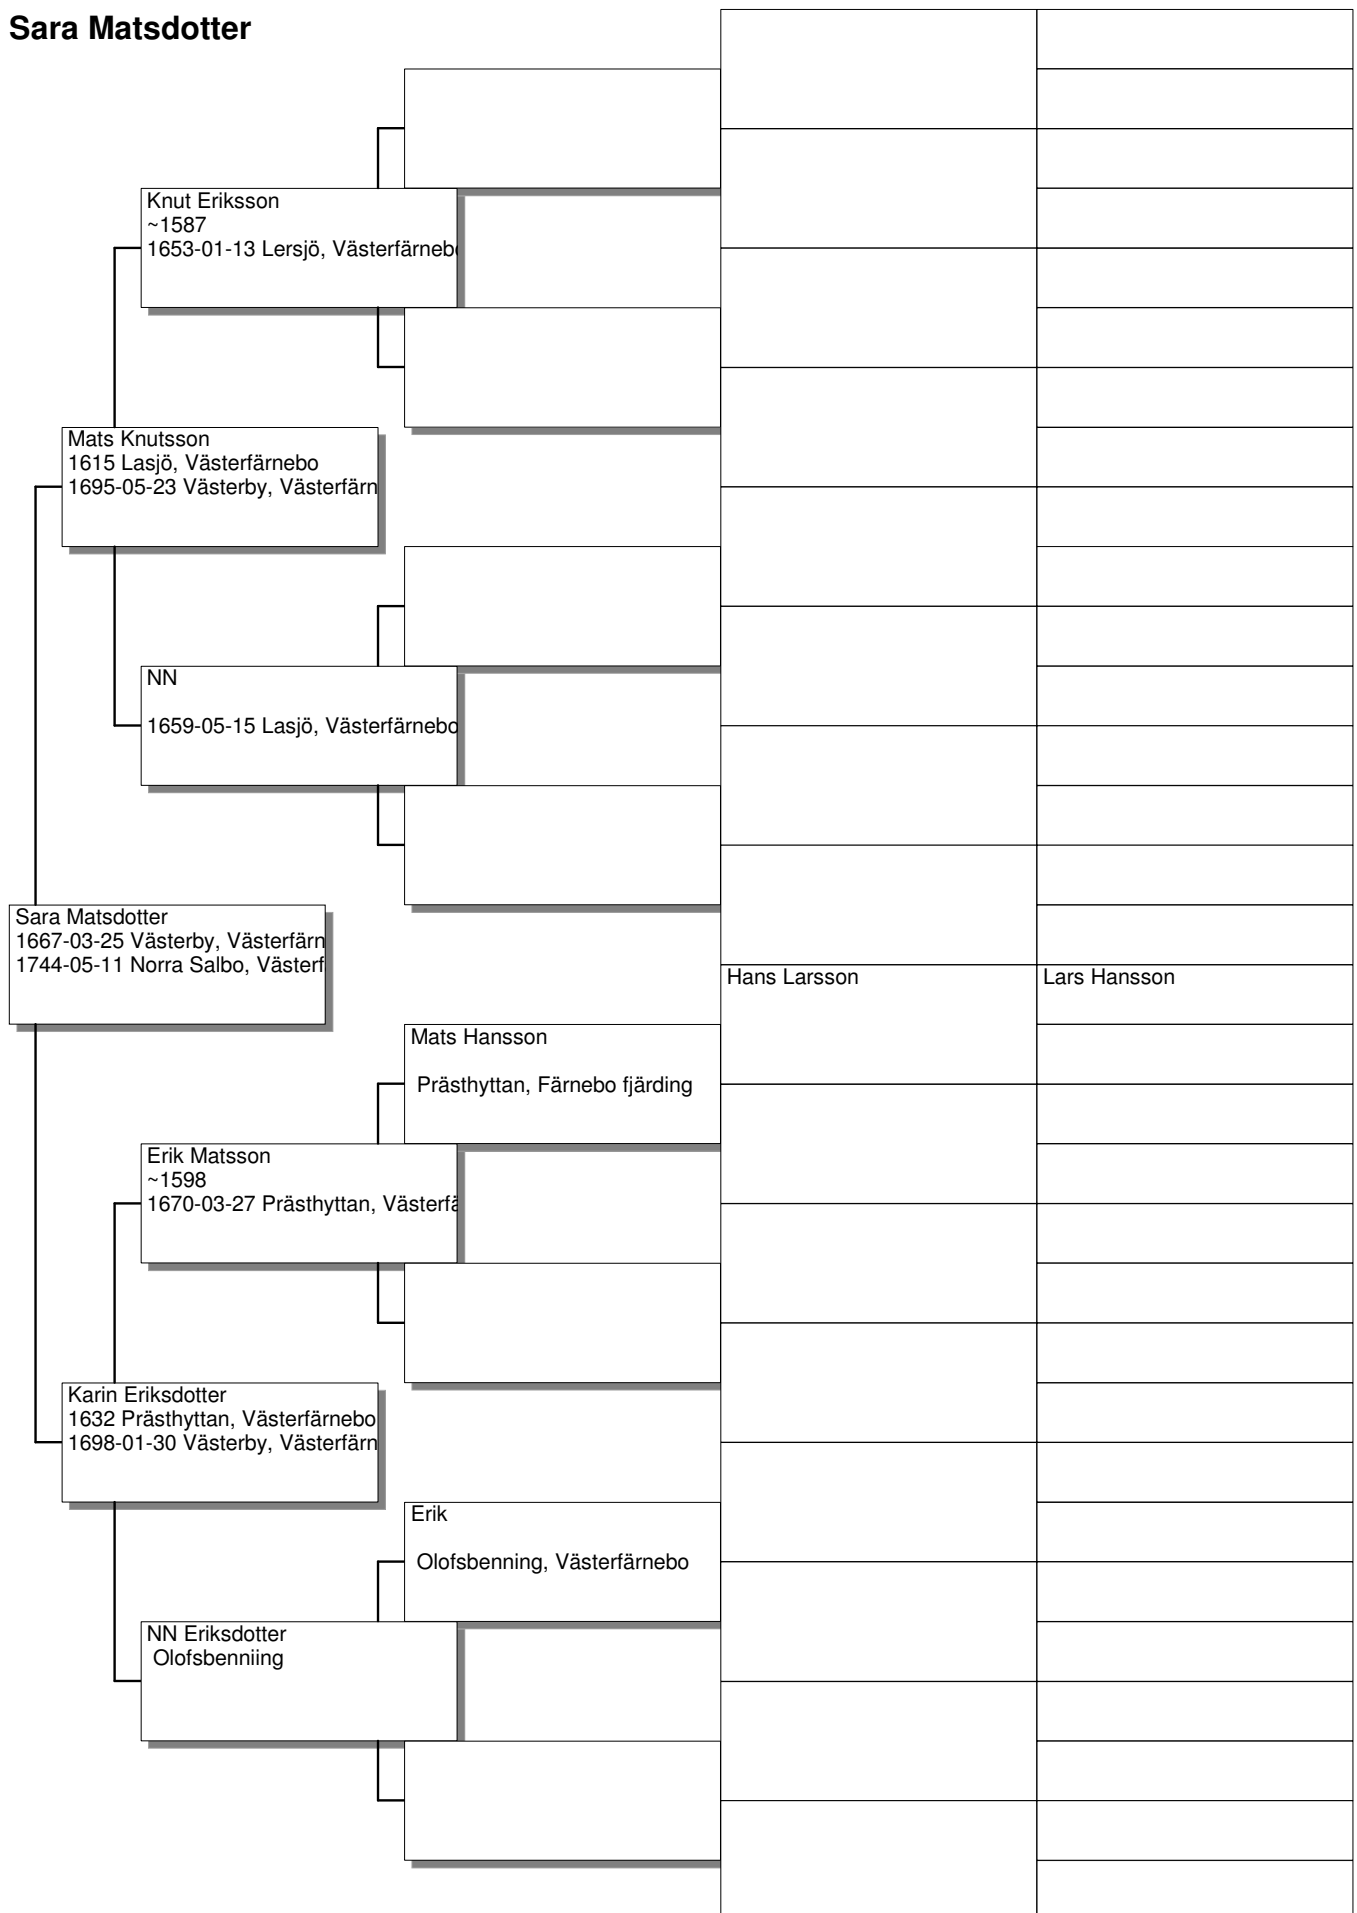 Sara Matsdotter
Knut Eriksson
~1587
1653-01-13 Lersjö, Västerfärnebo
Mats Knutsson
1615 Lasjö, Västerfärnebo
1695-05-23 Västerby, Västerfärn
NN
1659-05-15 Lasjö, Västerfärnebo
Sara Matsdotter
1667-03-25 Västerby, Västerfärn
1744-05-11 Norra Salbo, Västerf
Hans Larsson
Lars Hansson
Mats Hansson
Prästhyttan, Färnebo fjärding
Erik Matsson
~1598
1670-03-27 Prästhyttan, Västerfä
Karin Eriksdotter
1632 Prästhyttan, Västerfärnebo
1698-01-30 Västerby, Västerfärn
Erik
Olofsbenning, Västerfärnebo
NN Eriksdotter
Olofsbenniing